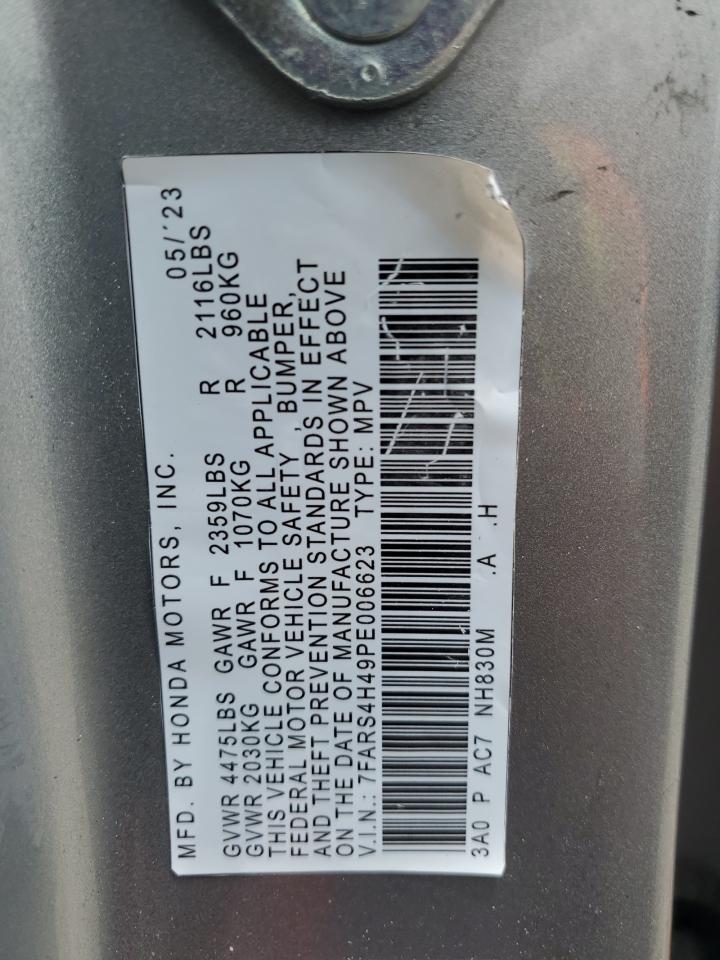 MFD. BY HONDA MOTORS, INC. 05/'23
GVWR 4475LBS GAWR F 2359LBS R 2116LBS
GVWR 2030KG GAWR F 1070KG R 960KG
THIS VEHICLE CONFORMS TO ALL APPLICABLE
FEDERAL MOTOR VEHICLE SAFETY , BUMPER,
AND THEFT PREVENTION STANDARDS IN EFFECT
ON THE DATE OF MANUFACTURE SHOWN ABOVE
V.I.N.: 7FARS4H49PE006623 TYPE: MPV
3A0 P AC7 NH830M .A .H